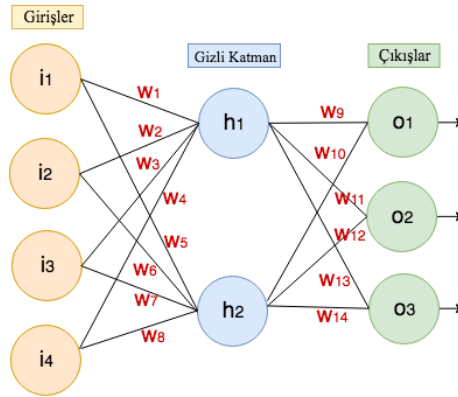 Girişler
Gizli Katman
Çıkışlar
i1
i2
i3
i4
h1
h2
o1
o2
o3
w1
w2
w3
w4
w5
w6
w7
w8
w9
w10
w11
w12
w13
w14